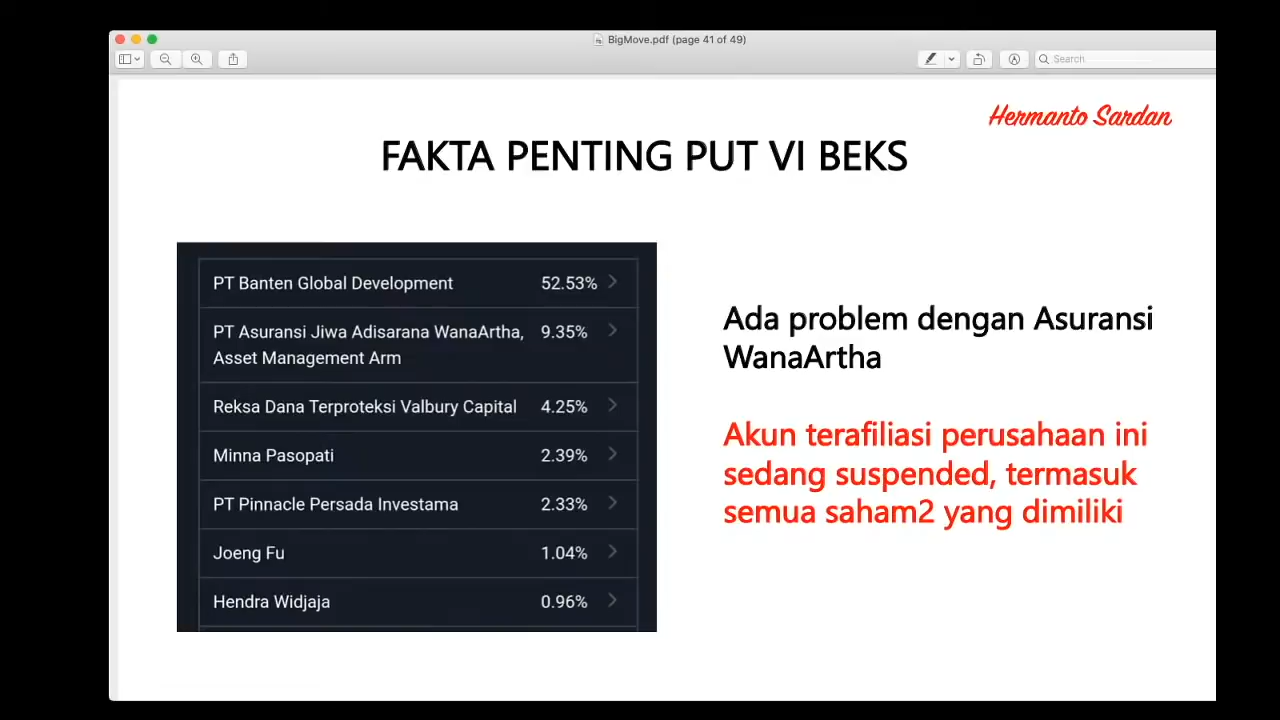 BigMove.pdf (page 41 of 49)
Search
Hermanto Sardan
FAKTA PENTING PUT VI BEKS
PT Banten Global Development 52.53%
PT Asuransi Jiwa Adisarana WanaArtha, 9.35%
Asset Management Arm
Reksa Dana Terproteksi Valbury Capital 4.25%
Minna Pasopati 2.39%
PT Pinnacle Persada Investama 2.33%
Joeng Fu 1.04%
Hendra Widjaja 0.96%
Ada problem dengan Asuransi
WanaArtha
Akun terafiliasi perusahaan ini
sedang suspended, termasuk
semua saham2 yang dimiliki